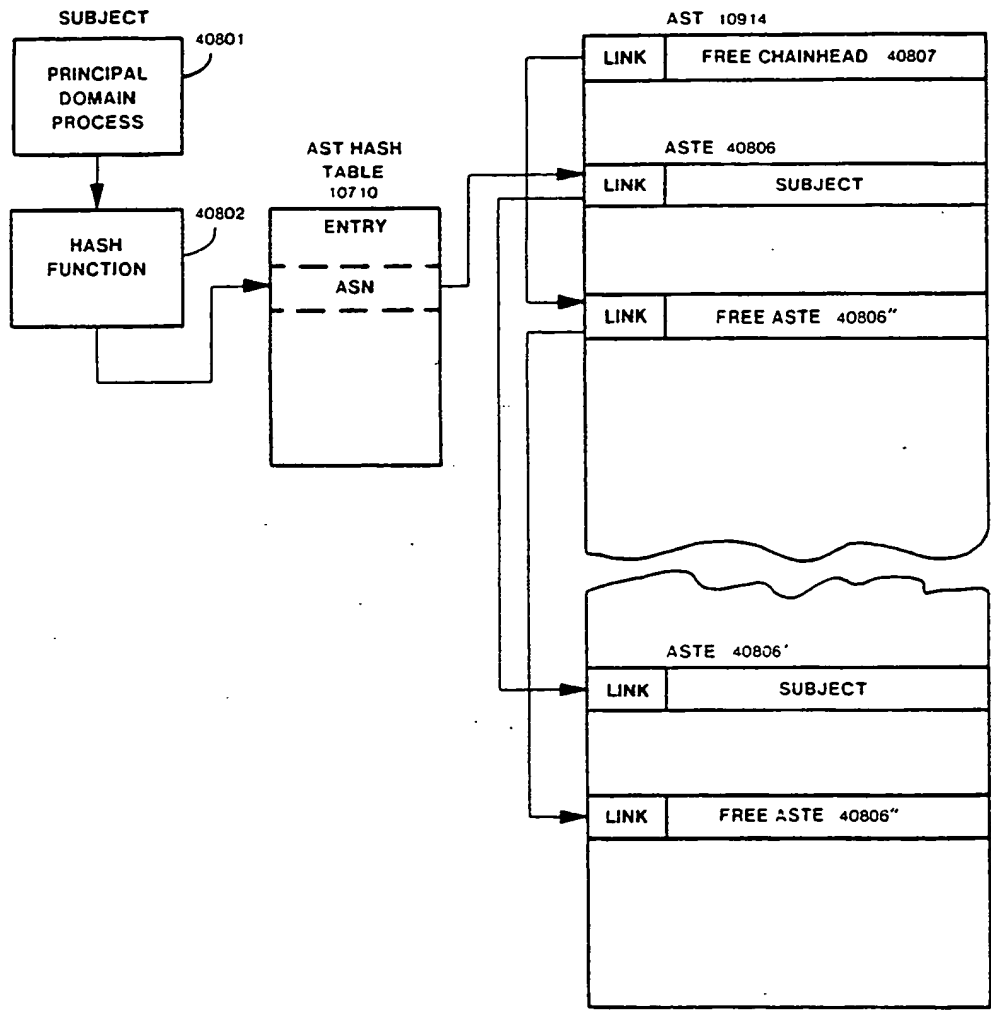 SUBJECT
40801
PRINCIPAL
DOMAIN
PROCESS
40802
HASH
FUNCTION
AST HASH
TABLE
10710
ENTRY
ASN
AST 10914
LINK FREE CHAINHEAD 40807
ASTE 40806
LINK SUBJECT
LINK FREE ASTE 40806"
ASTE 40806'
LINK SUBJECT
LINK FREE ASTE 40806"